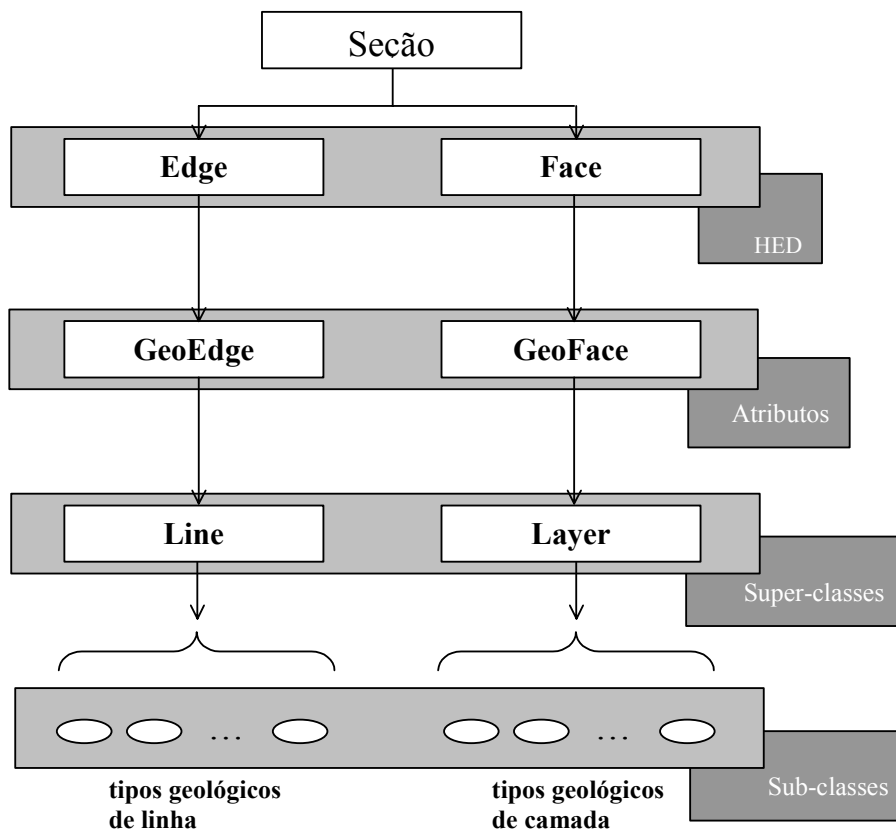 Seção
Edge
Face
HED
GeoEdge
GeoFace
Atributos
Line
Layer
Super-classes
...
...
tipos geológicos
de linha
tipos geológicos
de camada
Sub-classes